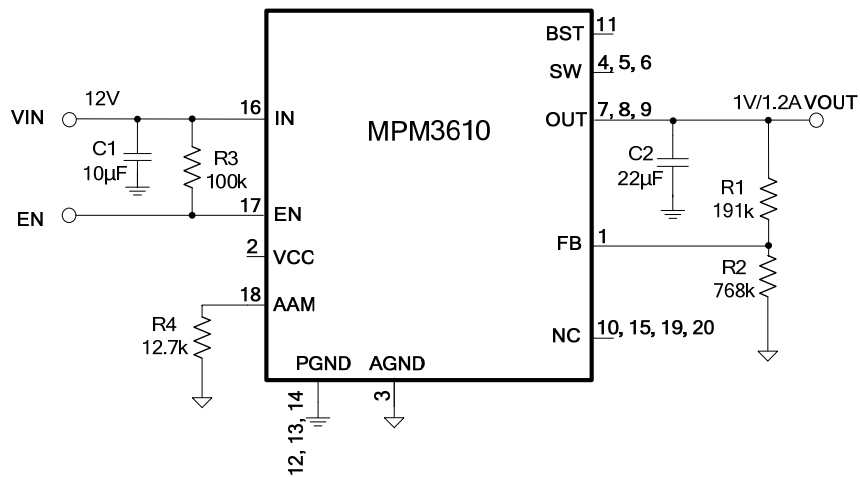 BST
11
SW
4, 5, 6
VIN
12V
16
IN
MPM3610
OUT
7, 8, 9
1V/1.2A VOUT
C1
10µF
R3
100k
C2
22µF
R1
191k
EN
17
EN
FB
1
2
VCC
R2
768k
18
AAM
R4
12.7k
NC
10, 15, 19, 20
PGND
AGND
12, 13, 14
3